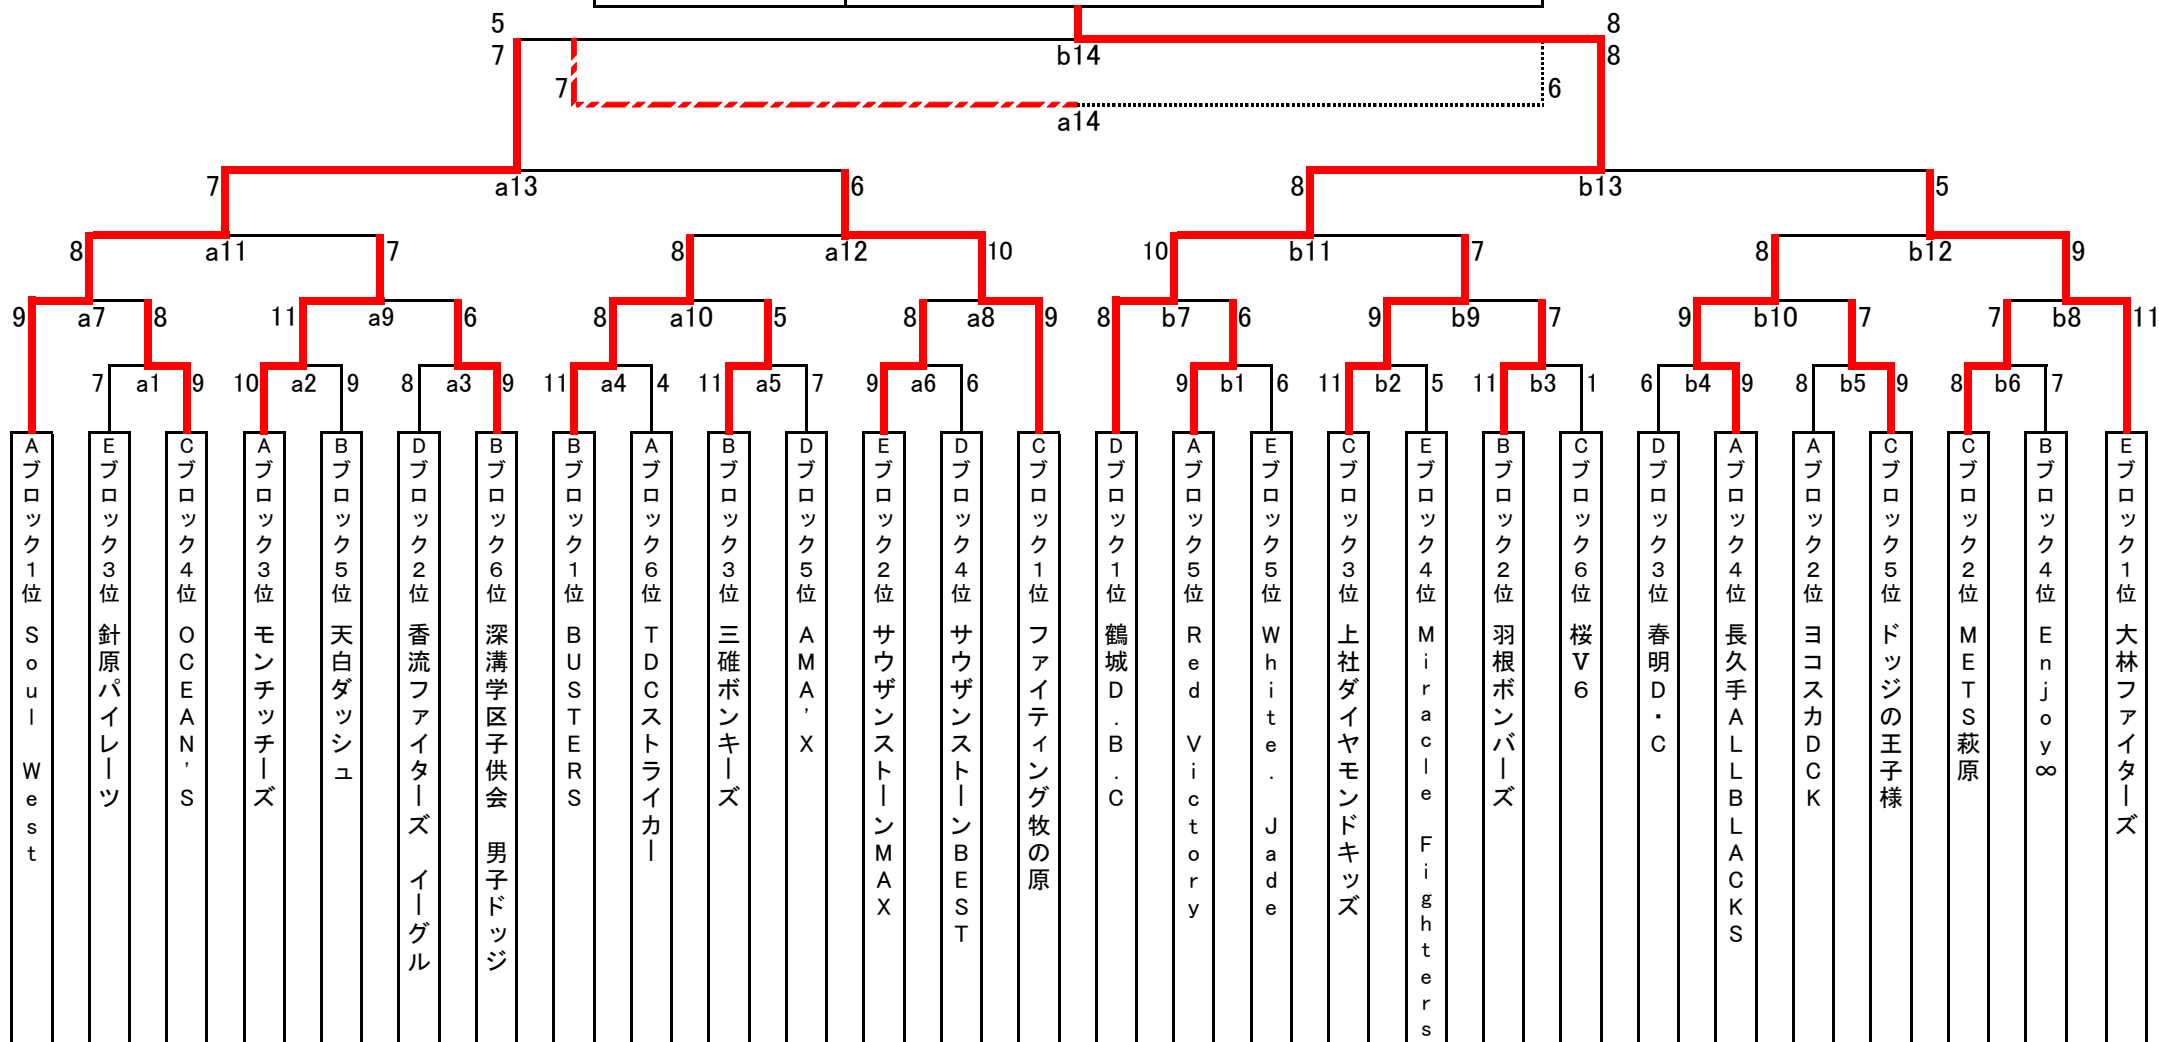 5 8
7 b14 8
7 6
a14
7 a13 6 8 b13 5
8 a11 7 8 a12 10 10 b11 7 8 b12 9
9 a7 8 11 a9 6 8 a10 5 8 a8 9 8 b7 6 9 b9 7 9 b10 7 7 b8 11
7 a1 9 10 a2 9 8 a3 9 11 a4 4 11 a5 7 9 a6 6 9 b1 6 11 b2 5 11 b3 1 6 b4 9 8 b5 9 8 b6 7
Aブロック1位 Soul West
Eブロック3位 針原パイレーツ
Cブロック4位 OCEAN'S
Aブロック3位 モンチッチーズ
Bブロック5位 天白ダッシュ
Dブロック2位 香流ファイターズ イーグル
Bブロック6位 深溝学区子供会 男子ドッジ
Bブロック1位 BUSTERS
Aブロック6位 TDCストライカー
Bブロック3位 三碓ボンキーズ
Dブロック5位 AMA'X
Eブロック2位 サウザンストーンMAX
Dブロック4位 サウザンストーンBEST
Cブロック1位 ファイティング牧の原
Dブロック1位 鶴城D.B.C
Aブロック5位 Red Victory
Eブロック5位 White. Jade
Cブロック3位 上社ダイヤモンドキッズ
Eブロック4位 Miracle Fighters
Bブロック2位 羽根ボンバーズ
Cブロック6位 桜V6
Dブロック3位 春明D・C
Aブロック4位 長久手ALLBLACKS
Aブロック2位 ヨコスカDCK
Cブロック5位 ドッジの王子様
Cブロック2位 METS萩原
Bブロック4位 Enjoy∞
Eブロック1位 大林ファイターズ